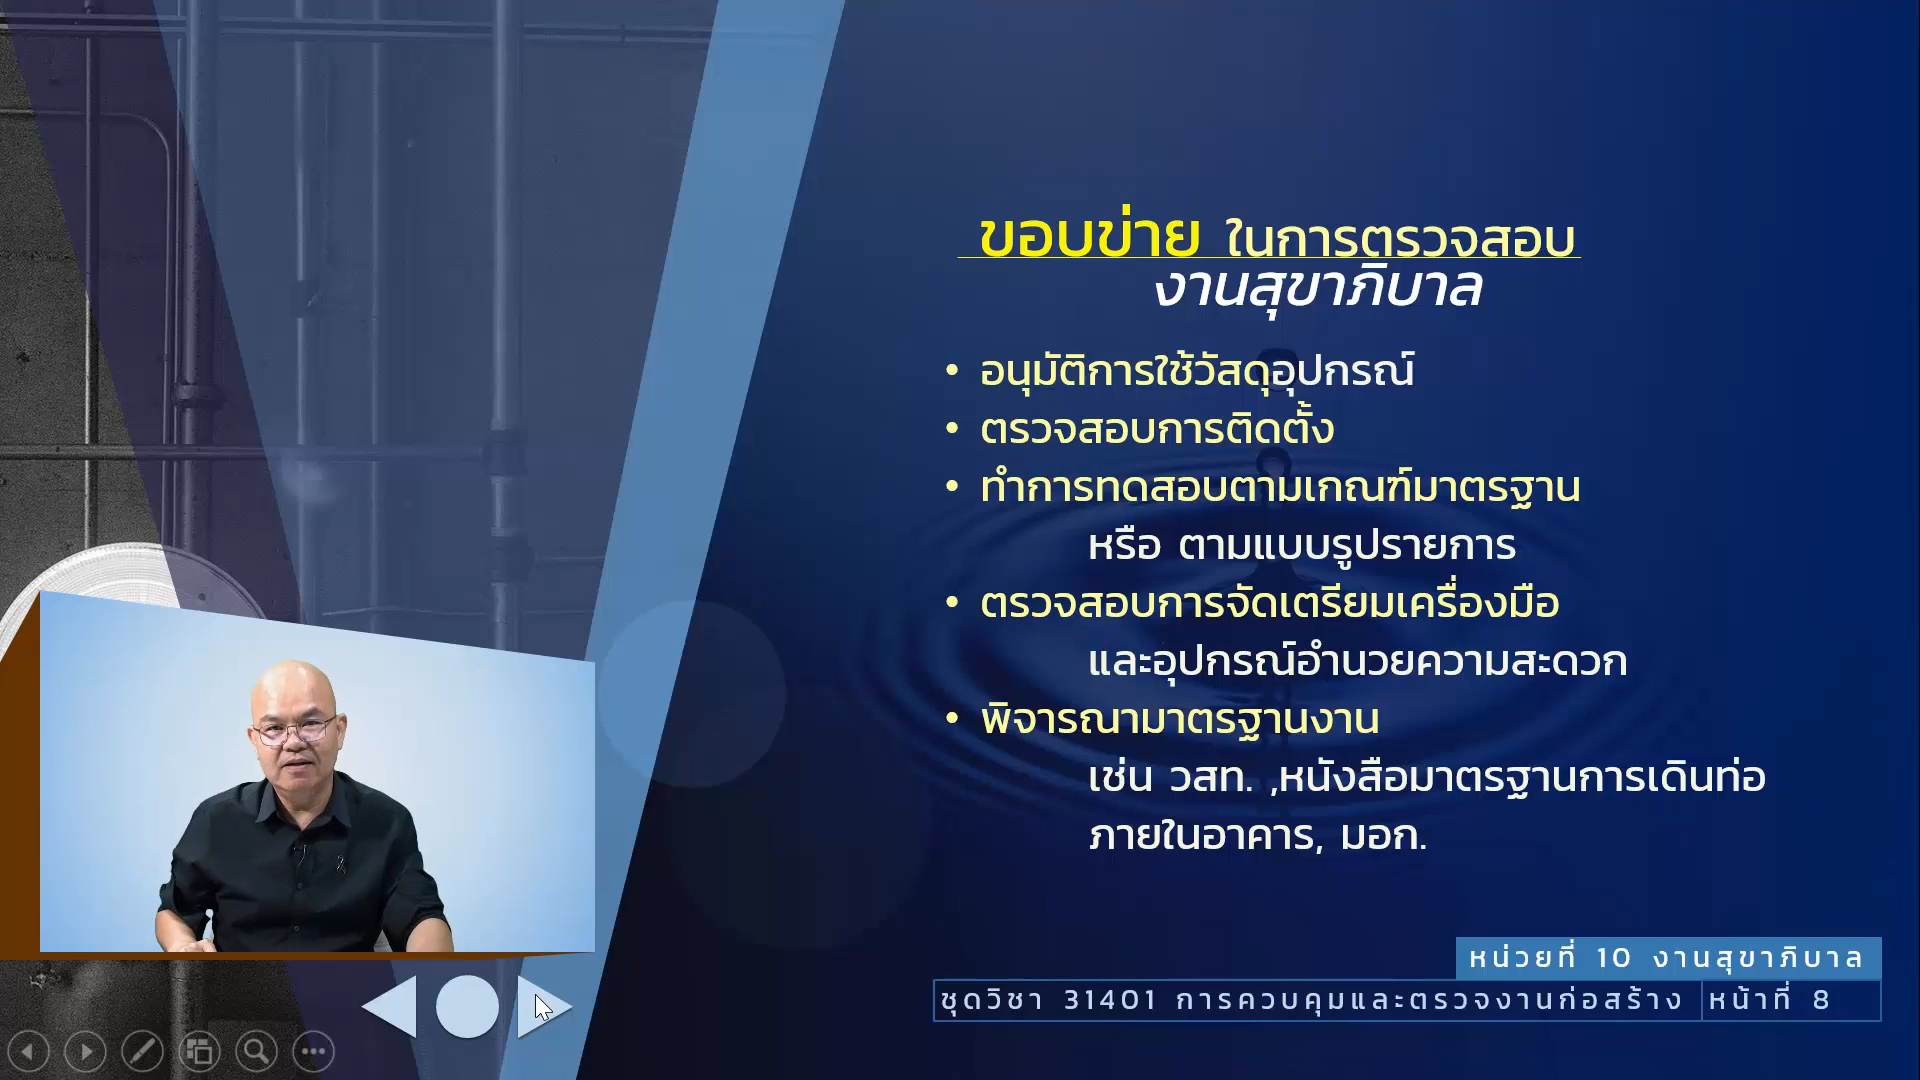 ขอบข่าย ในการตรวจสอบ
งานสุขาภิบาล
• อนุมัติการใช้วัสดุอุปกรณ์
• ตรวจสอบการติดตั้ง
• ทำการทดสอบตามเกณฑ์มาตรฐาน
หรือ ตามแบบรูปรายการ
• ตรวจสอบการจัดเตรียมเครื่องมือ
และอุปกรณ์อำนวยความสะดวก
• พิจารณามาตรฐานงาน
เช่น วสท. ,หนังสือมาตรฐานการเดินท่อ
ภายในอาคาร, มอก.
หน่วยที่ 10 งานสุขาภิบาล
ชุดวิชา 31401 การควบคุมและตรวจงานก่อสร้าง หน้าที่ 8